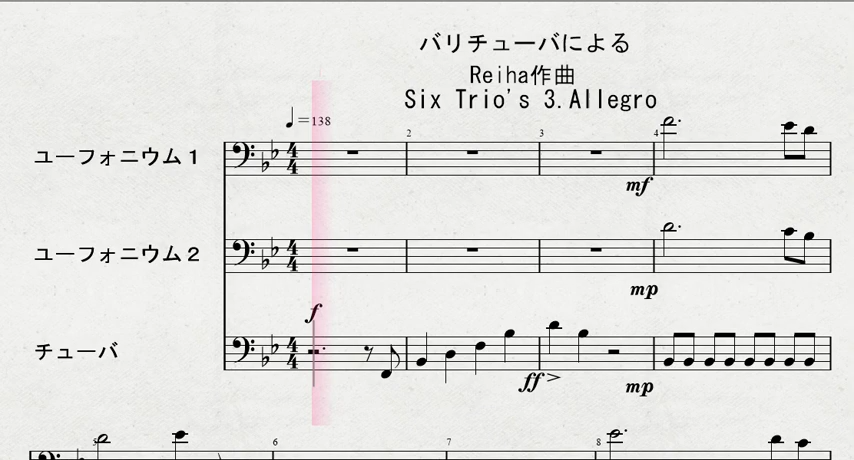 バリチューバによる
Reiha作曲
Six Trio's 3.Allegro
=138
2
3
4
ユーフォニウム1
mf
ユーフォニウム2
mp
f
チューバ
ff
mp
5
6
7
8